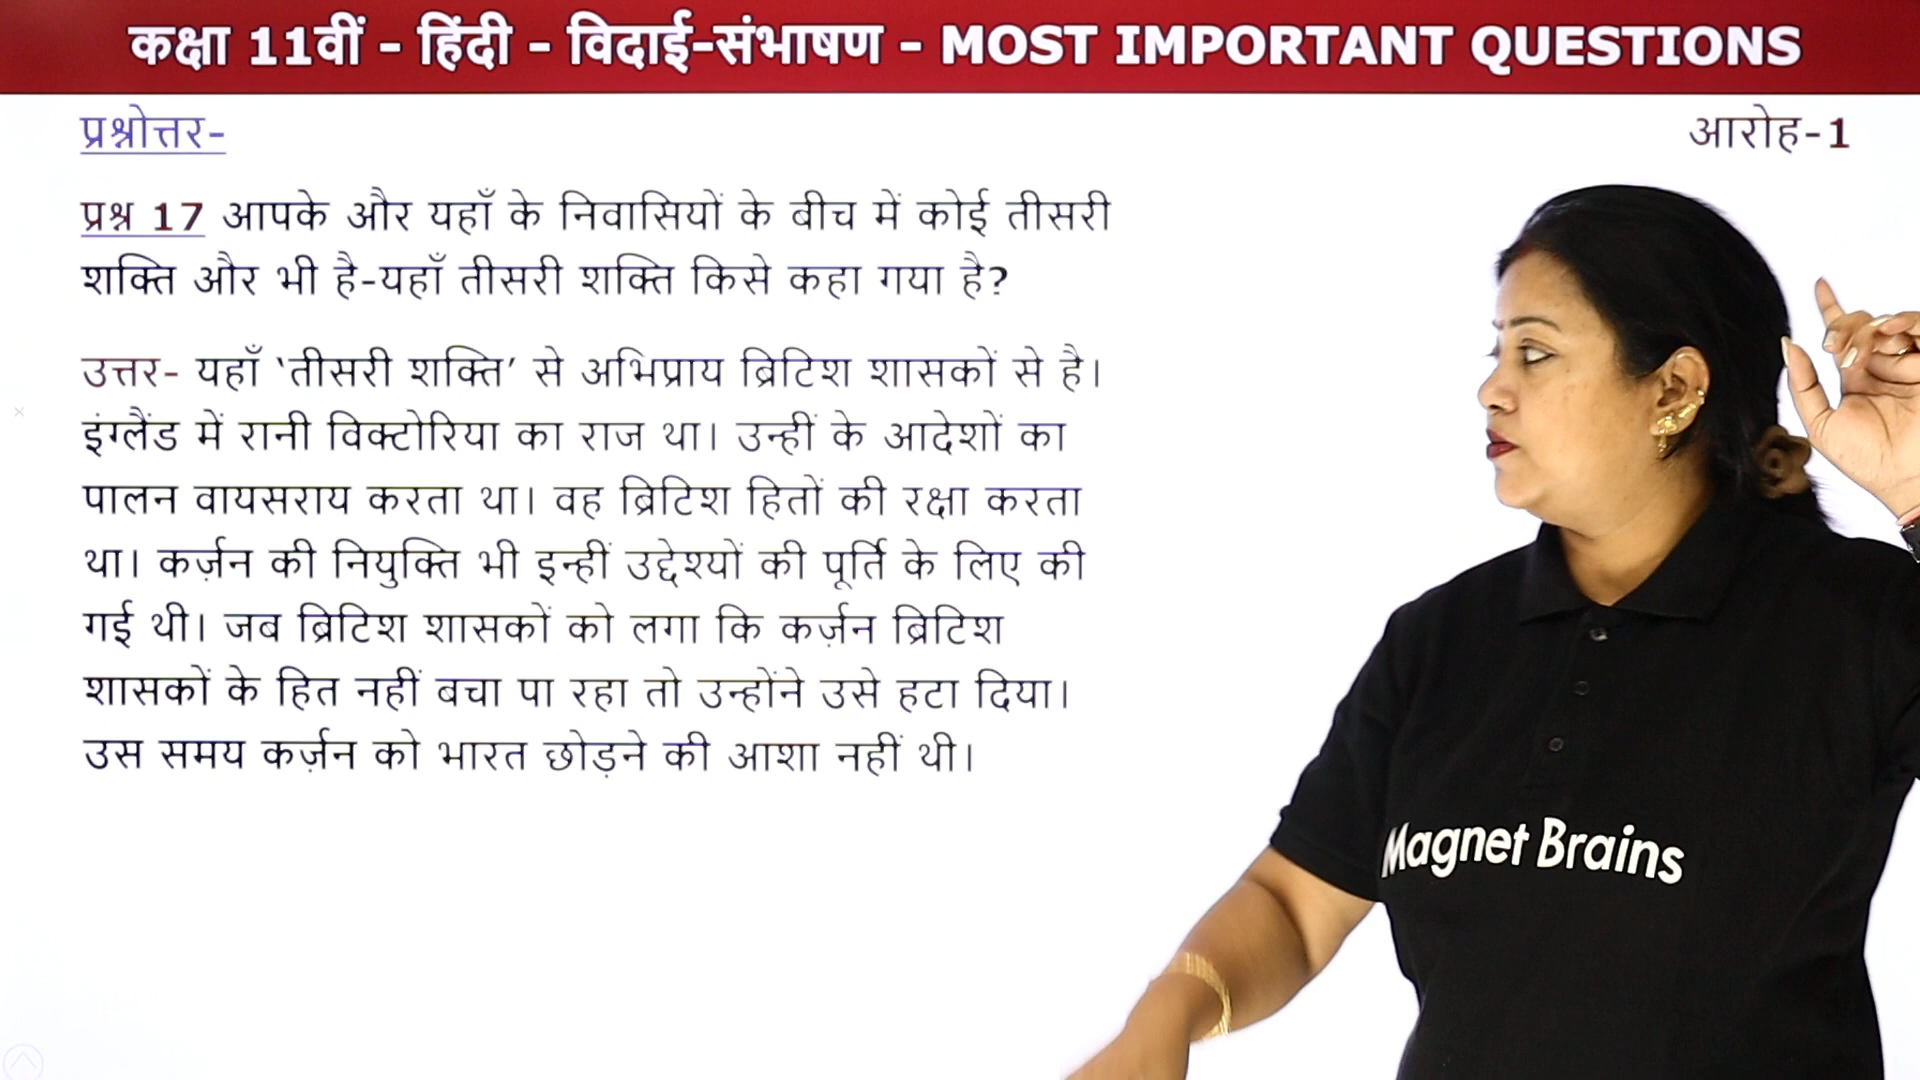 कक्षा 11वीं - हिंदी - विदाई-संभाषण - MOST IMPORTANT QUESTIONS
प्रश्नोत्तर-
आरोह-1
प्रश्न 17 आपके और यहाँ के निवासियों के बीच में कोई तीसरी
शक्ति और भी है-यहाँ तीसरी शक्ति किसे कहा गया है?
उत्तर- यहाँ ‘तीसरी शक्ति’ से अभिप्राय ब्रिटिश शासकों से है।
इंग्लैंड में रानी विक्टोरिया का राज था। उन्हीं के आदेशों का
पालन वायसराय करता था। वह ब्रिटिश हितों की रक्षा करता
था। कर्ज़न की नियुक्ति भी इन्हीं उद्देश्यों की पूर्ति के लिए की
गई थी। जब ब्रिटिश शासकों को लगा कि कर्ज़न ब्रिटिश
शासकों के हित नहीं बचा पा रहा तो उन्होंने उसे हटा दिया।
उस समय कर्ज़न को भारत छोड़ने की आशा नहीं थी।
Magnet Brains